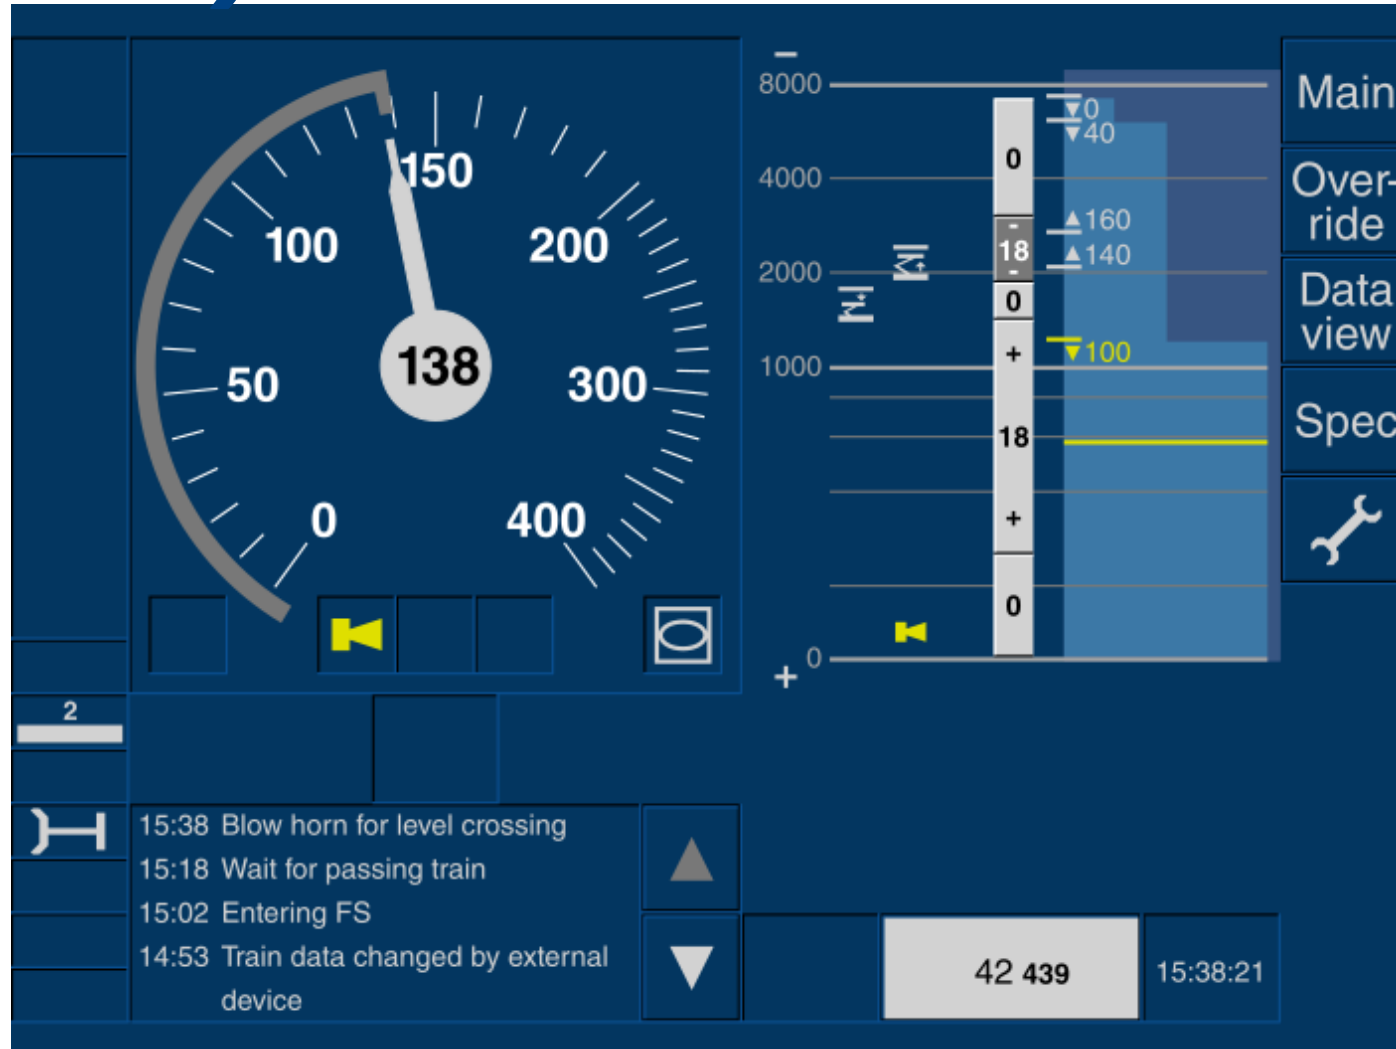 50
100
150
200
300
400
0
138
8000
4000
2000
1000
0
0
-
18
-
0
+
18
+
0
0
40
160
140
100
Main
Over-
ride
Data
view
Spec
2
15:38 Blow horn for level crossing
15:18 Wait for passing train
15:02 Entering FS
14:53 Train data changed by external
device
42 439
15:38:21